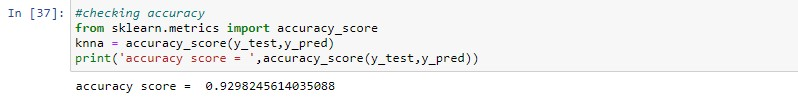 In [37]: #checking accuracy
from sklearn.metrics import accuracy_score
knna = accuracy_score(y_test,y_pred)
print('accuracy score = ',accuracy_score(y_test,y_pred))
accuracy score =  0.9298245614035088